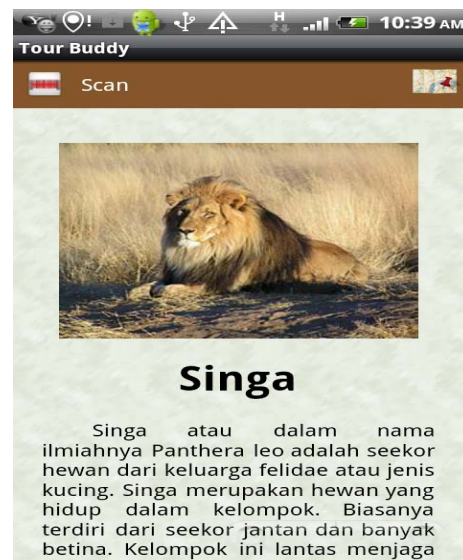 H 10:39 AM
Tour Buddy
Scan
Singa
Singa atau dalam nama
ilmiahnya Panthera leo adalah seekor
hewan dari keluarga felidae atau jenis
kucing. Singa merupakan hewan yang
hidup dalam kelompok. Biasanya
terdiri dari seekor jantan dan banyak
betina. Kelompok ini lantas menjaga